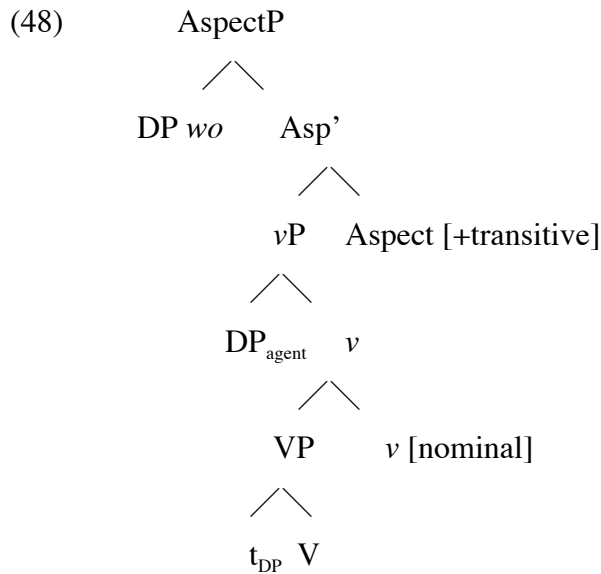 (48) AspectP
DP wo Asp’
vP Aspect [+transitive]
DPagent v
VP v [nominal]
tDP V